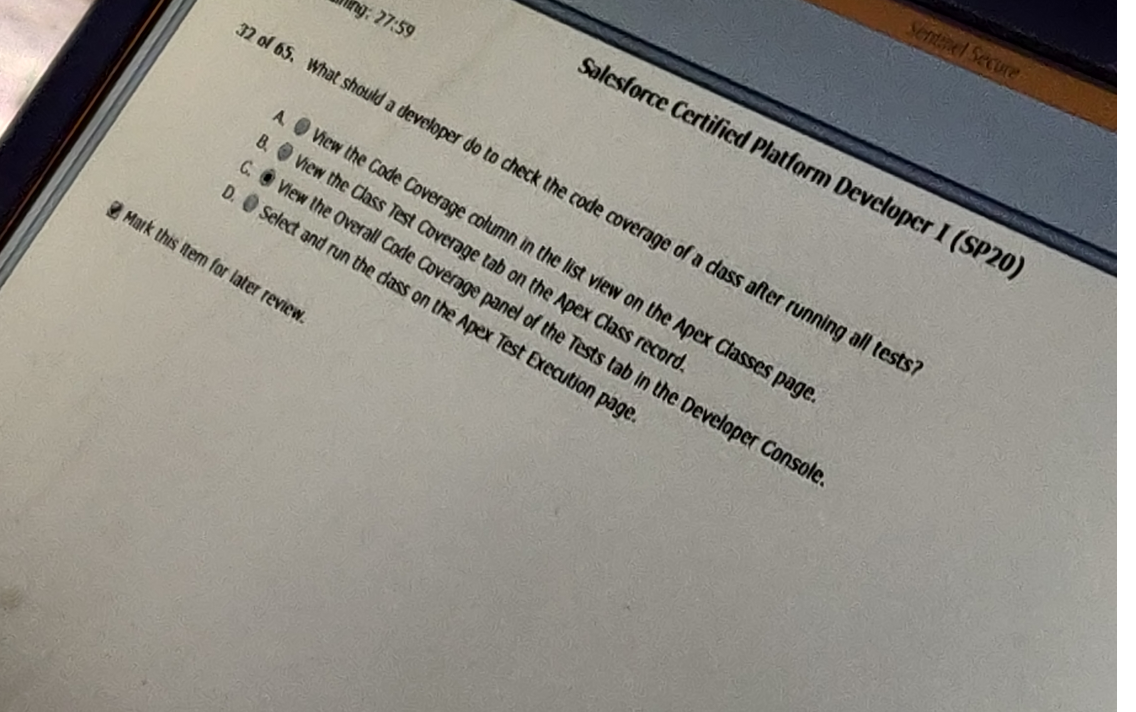 27:59
Sentinel Secure
Salesforce Certified Platform Developer I (SP20)
32 of 65. What should a developer do to check the code coverage of a class after running all tests?
A. View the Code Coverage column in the list view on the Apex Classes page.
B. View the Class Test Coverage tab on the Apex Class record.
C. View the Overall Code Coverage panel of the Tests tab in the Developer Console.
D. Select and run the class on the Apex Test Execution page.
Mark this item for later review.